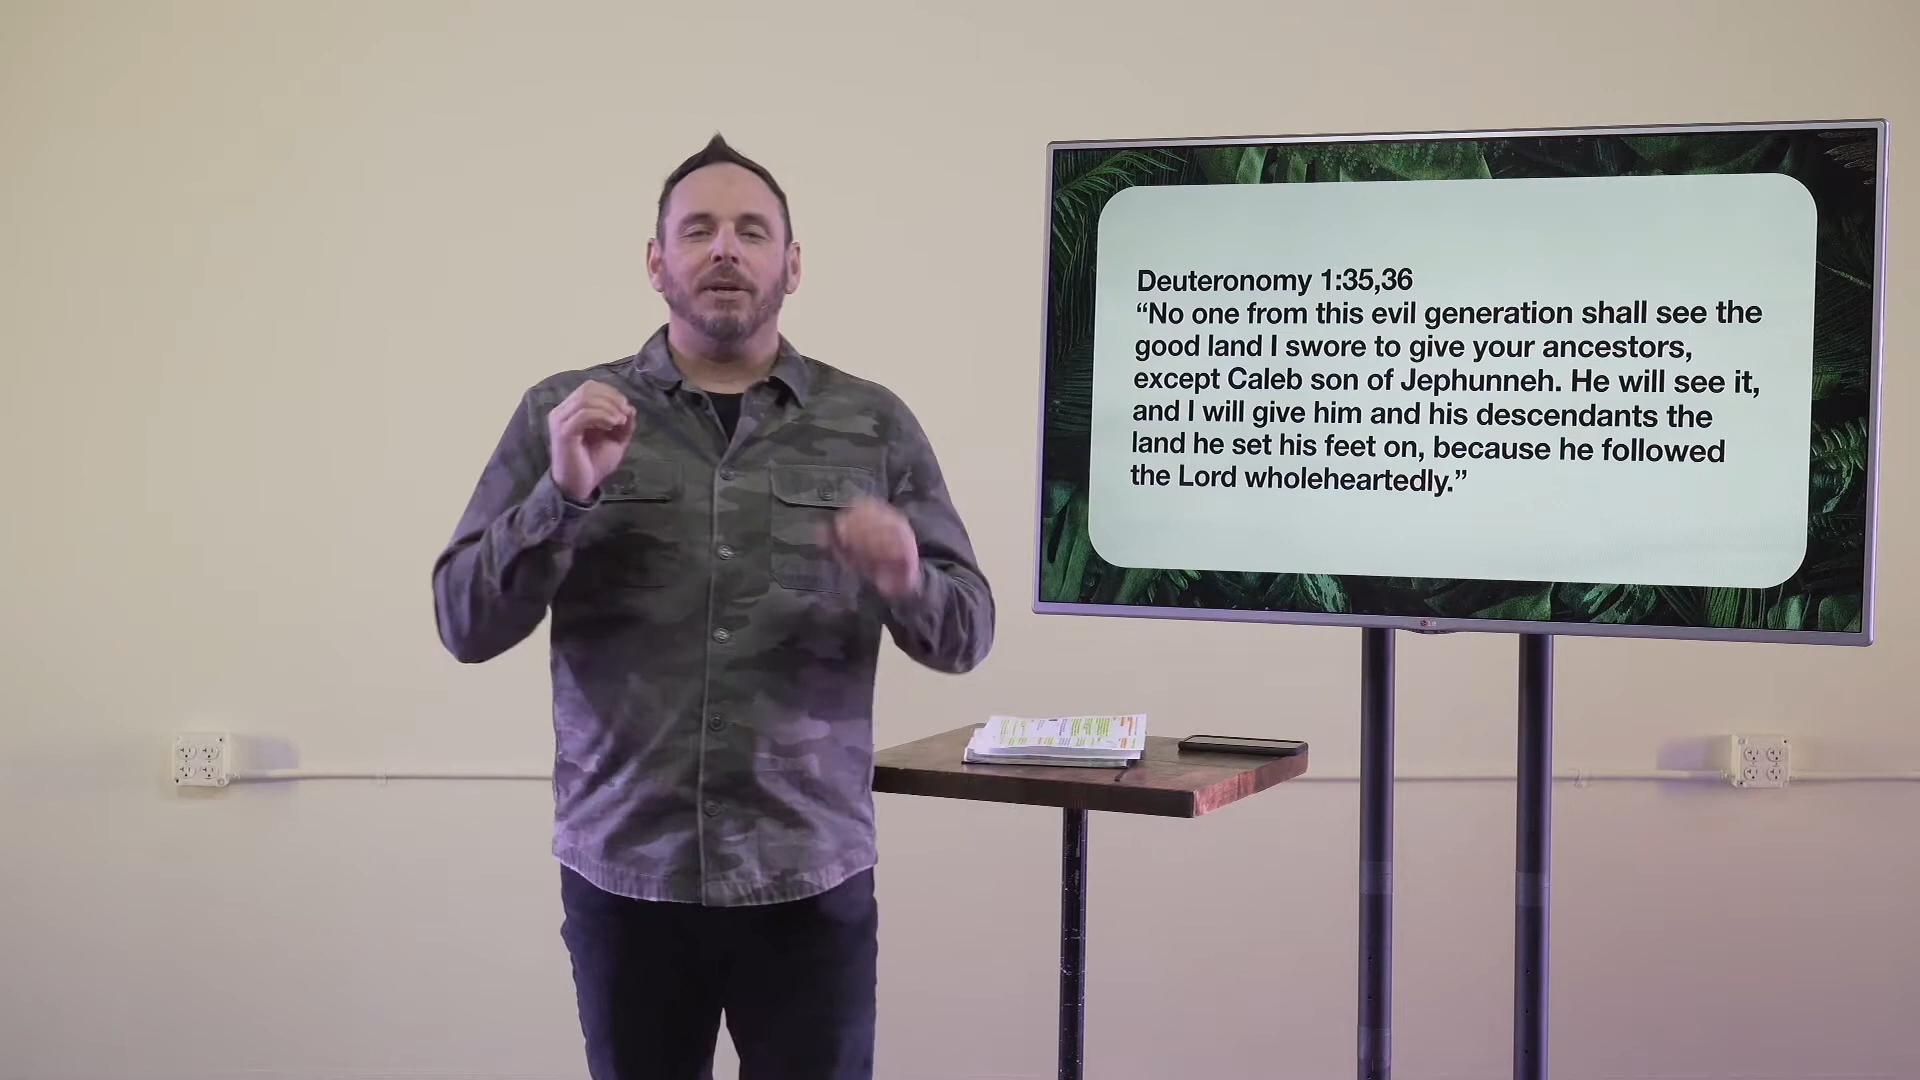 Deuteronomy 1:35,36
“No one from this evil generation shall see the
good land I swore to give your ancestors,
except Caleb son of Jephunneh. He will see it,
and I will give him and his descendants the
land he set his feet on, because he followed
the Lord wholeheartedly.”
LG